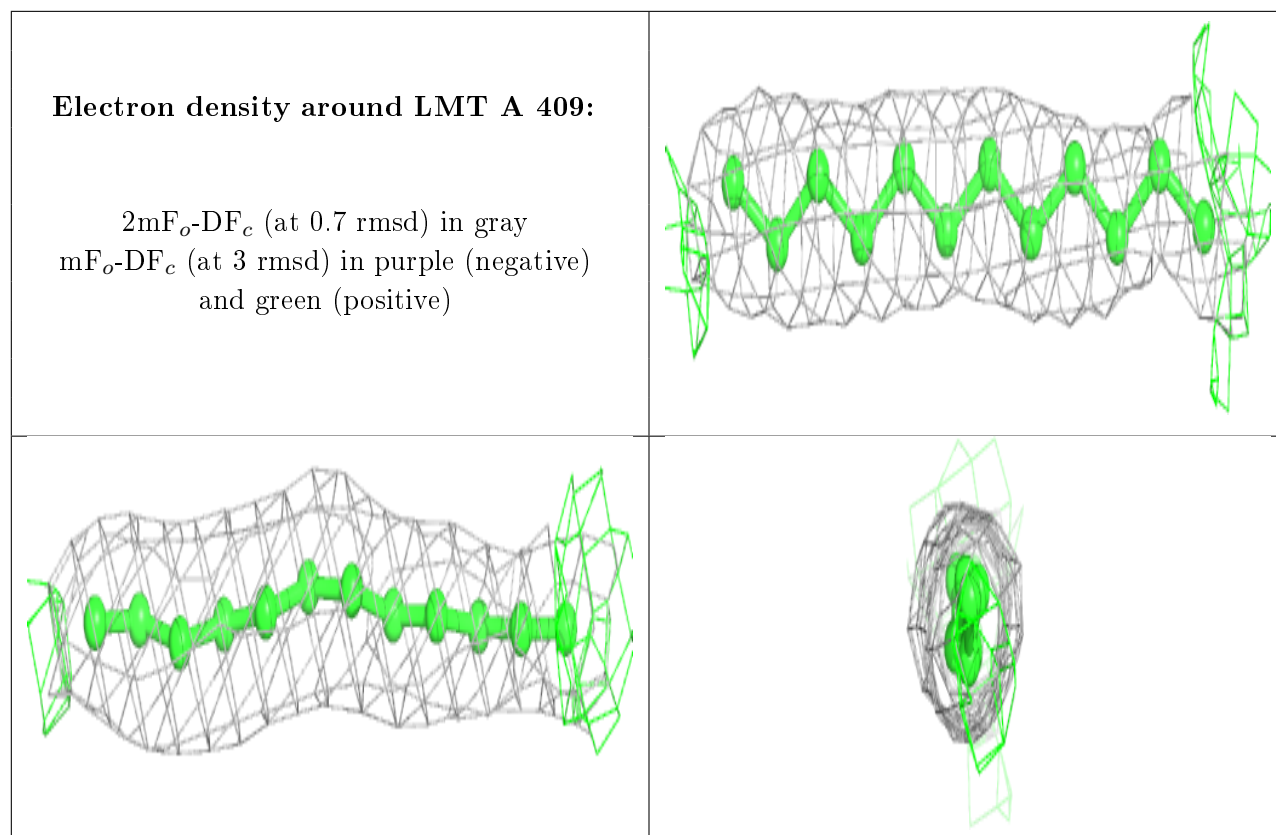 Electron density around LMT A 409:
2mFo-DFc (at 0.7 rmsd) in gray
mFo-DFc (at 3 rmsd) in purple (negative)
and green (positive)